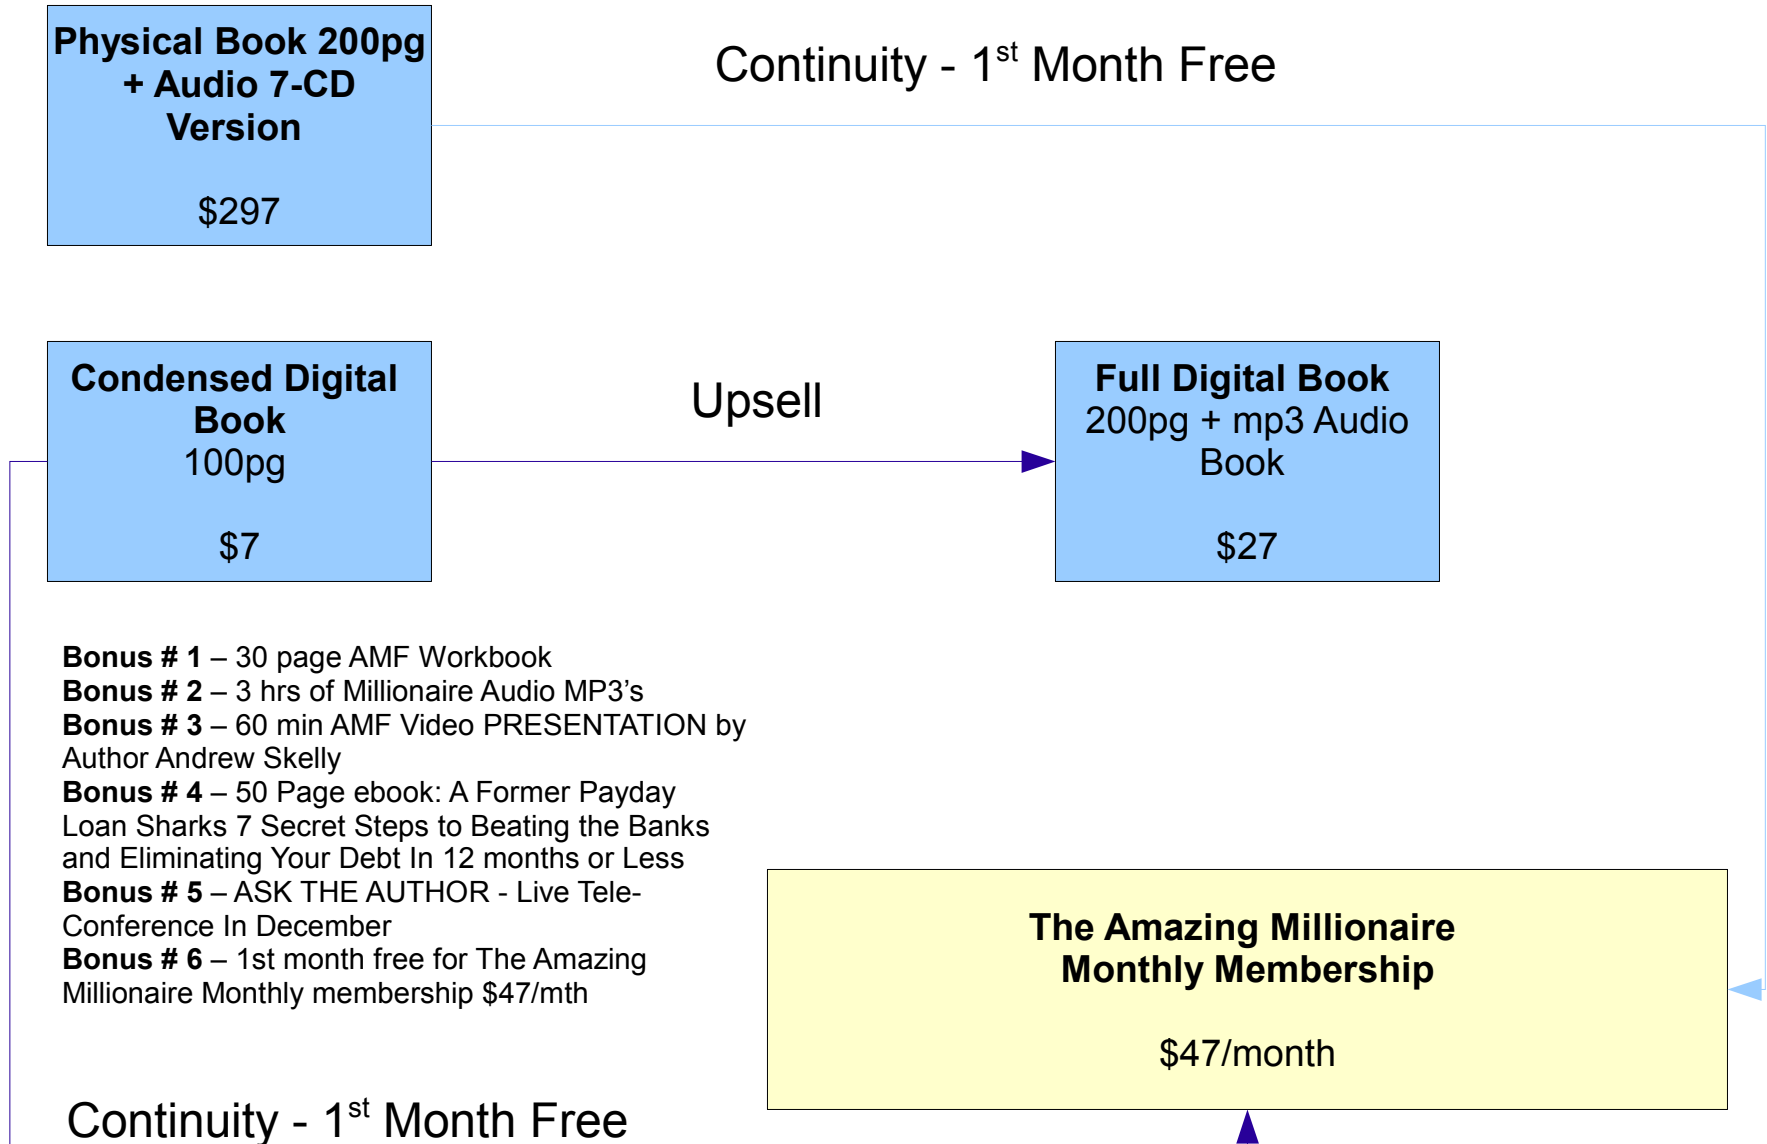 Physical Book 200pg
+ Audio 7-CD
Version
$297
Continuity - 1st Month Free
Condensed Digital
Book
100pg
$7
Upsell
Full Digital Book
200pg + mp3 Audio
Book
$27
Bonus # 1 – 30 page AMF Workbook
Bonus # 2 – 3 hrs of Millionaire Audio MP3’s
Bonus # 3 – 60 min AMF Video PRESENTATION by
Author Andrew Skelly
Bonus # 4 – 50 Page ebook: A Former Payday
Loan Sharks 7 Secret Steps to Beating the Banks
and Eliminating Your Debt In 12 months or Less
Bonus # 5 – ASK THE AUTHOR - Live Tele-
Conference In December
Bonus # 6 – 1st month free for The Amazing
Millionaire Monthly membership $47/mth
The Amazing Millionaire
Monthly Membership
$47/month
Continuity - 1st Month Free